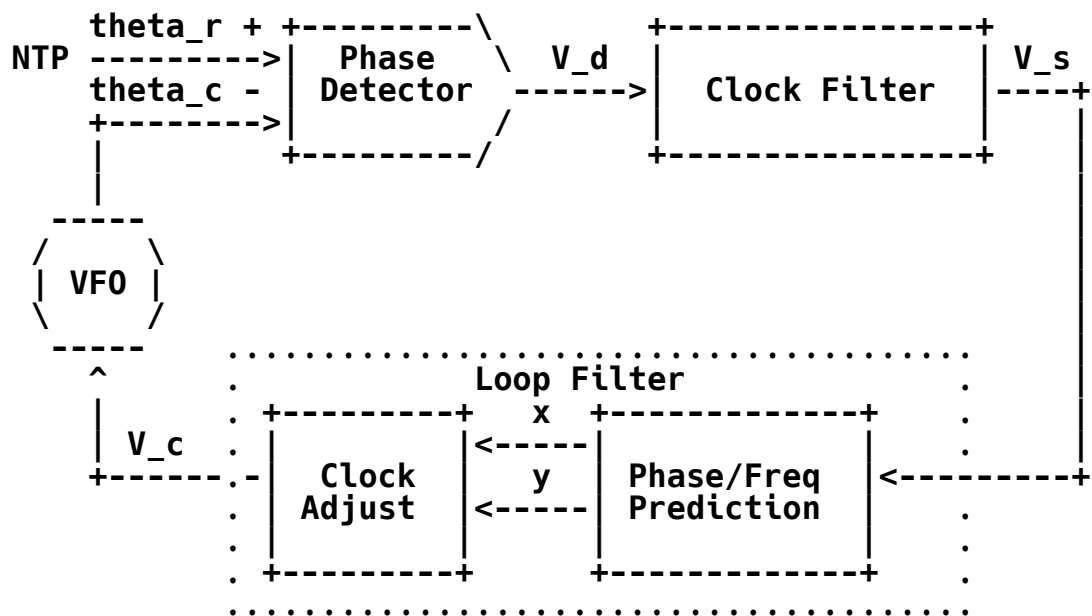 theta_r + +---------\ +----------------+
NTP --------->| Phase \ V_d | | V_s
theta_c - | Detector ------>| Clock Filter |----+
+-------->| / | | |
| +---------/ +----------------+ |
| |
----- |
/ \ |
| VFO | |
\ / |
----- ....................................... |
^ . Loop Filter . |
| . +---------+ x +-------------+ . |
| V_c . | |<-----| | . |
+------.-| Clock | y | Phase/Freq |<---------+
. | Adjust |<-----| Prediction | .
. | | | | .
. +---------+ +-------------+ .
.......................................